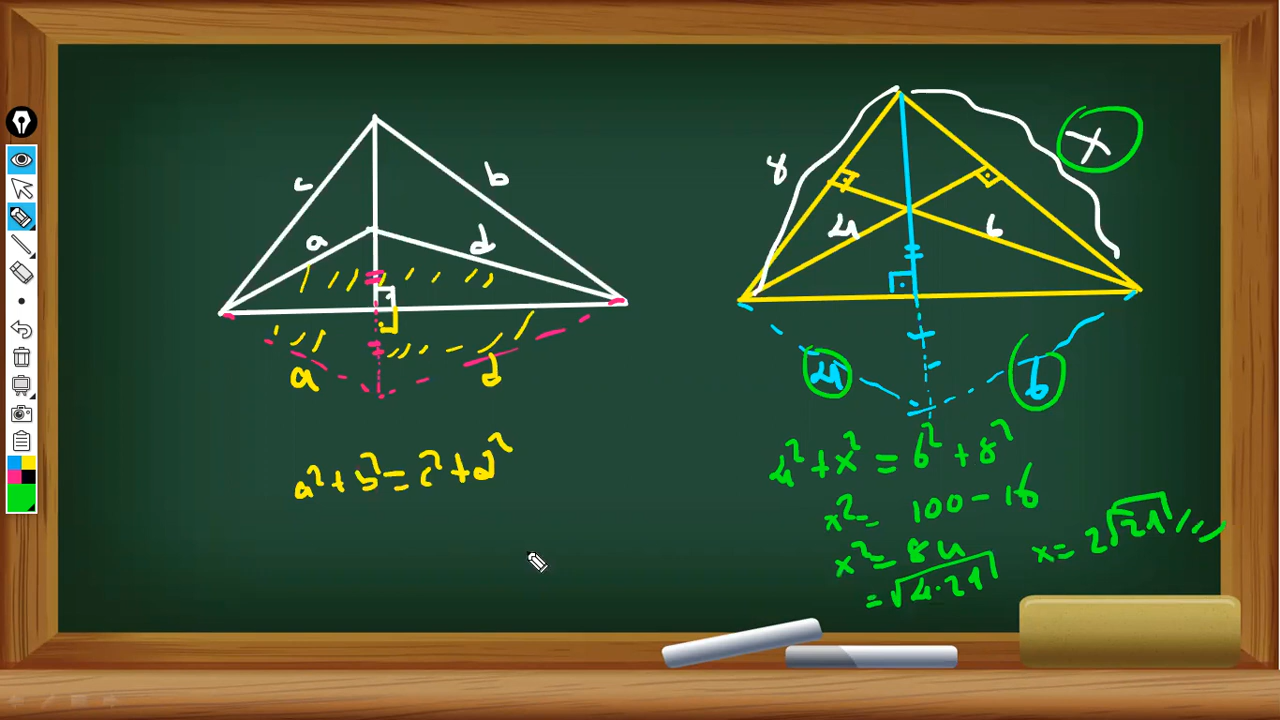 c
b
a
d
a
d
a² + b² = c² + d²
8
x
4
6
4
6
4² + x² = 6² + 8²
x² = 100 - 16
x² = 84
= √4·21
x = 2√21